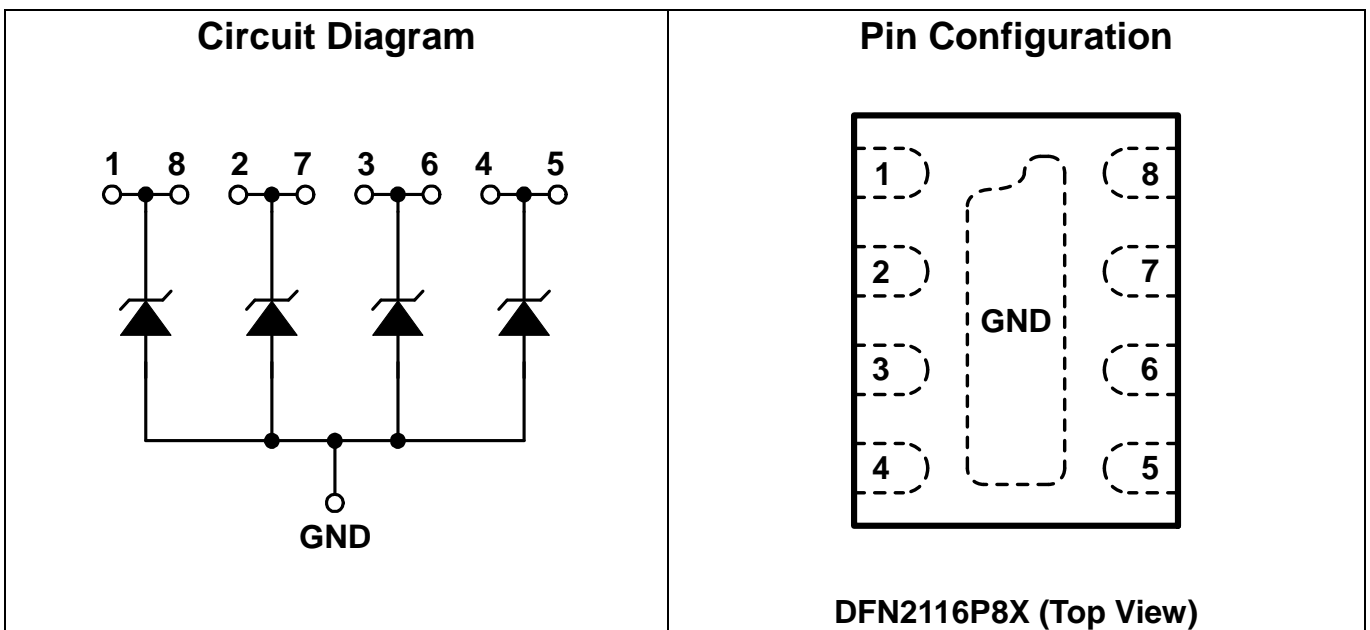 Circuit Diagram
1 8 2 7 3 6 4 5
GND
Pin Configuration
1 8
2 7
GND
3 6
4 5
DFN2116P8X (Top View)